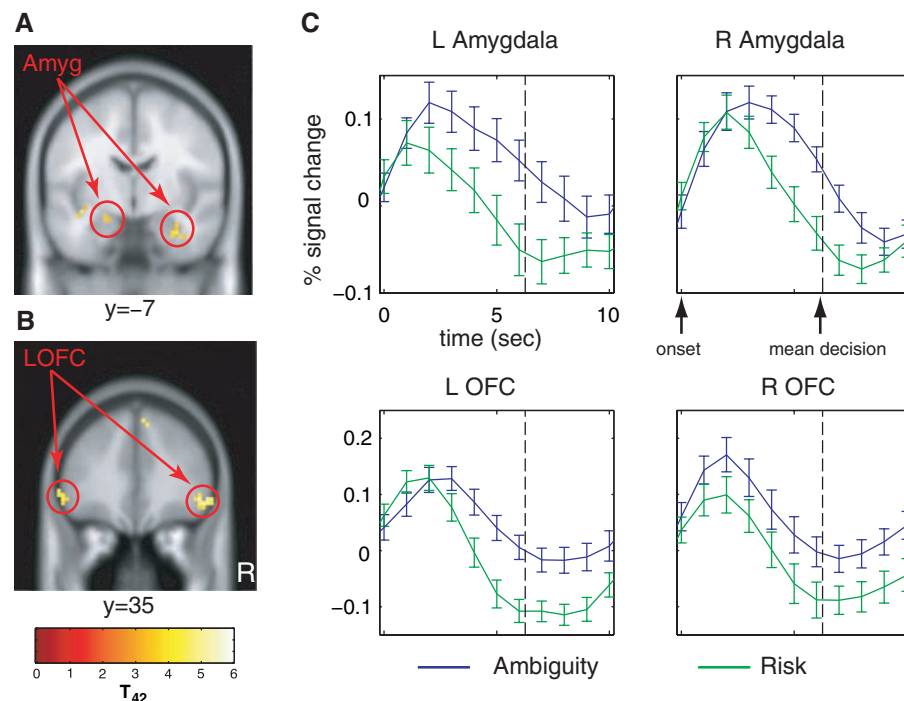 A
Amyg
y=−7
B
LOFC
R
y=35
0 1 2 3 4 5 6
T42
C
L Amygdala
R Amygdala
% signal change
0.1
0
−0.1
0 5 10
time (sec)
onset
mean decision
L OFC
R OFC
0.2
0.1
0
−0.1
Ambiguity
Risk